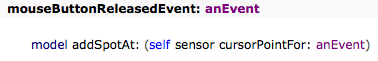 mouseButtonReleasedEvent: anEvent
model addSpotAt: (self sensor cursorPointFor: anEvent)